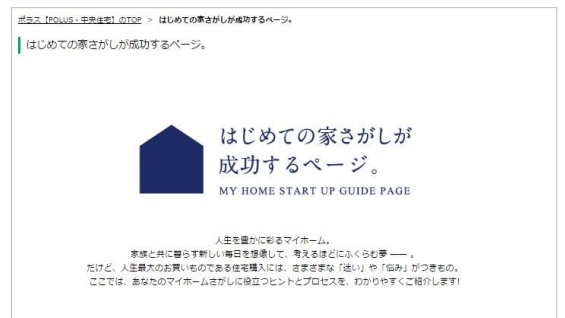 ポラス【POLUS・中央住宅】のTOP > はじめての家さがしが成功するページ。
はじめての家さがしが成功するページ。
はじめての家さがしが
成功するページ。
MY HOME START UP GUIDE PAGE
人生を豊かに彩るマイホーム。
家族と共に暮らす新しい毎日を想像して、考えるほどにふくらむ夢 ―― 。
だけど、人生最大のお買いものである住宅購入には、さまざまな「迷い」や「悩み」がつきもの。
ここでは、あなたのマイホームさがしに役立つヒントとプロセスを、わかりやすくご紹介します!